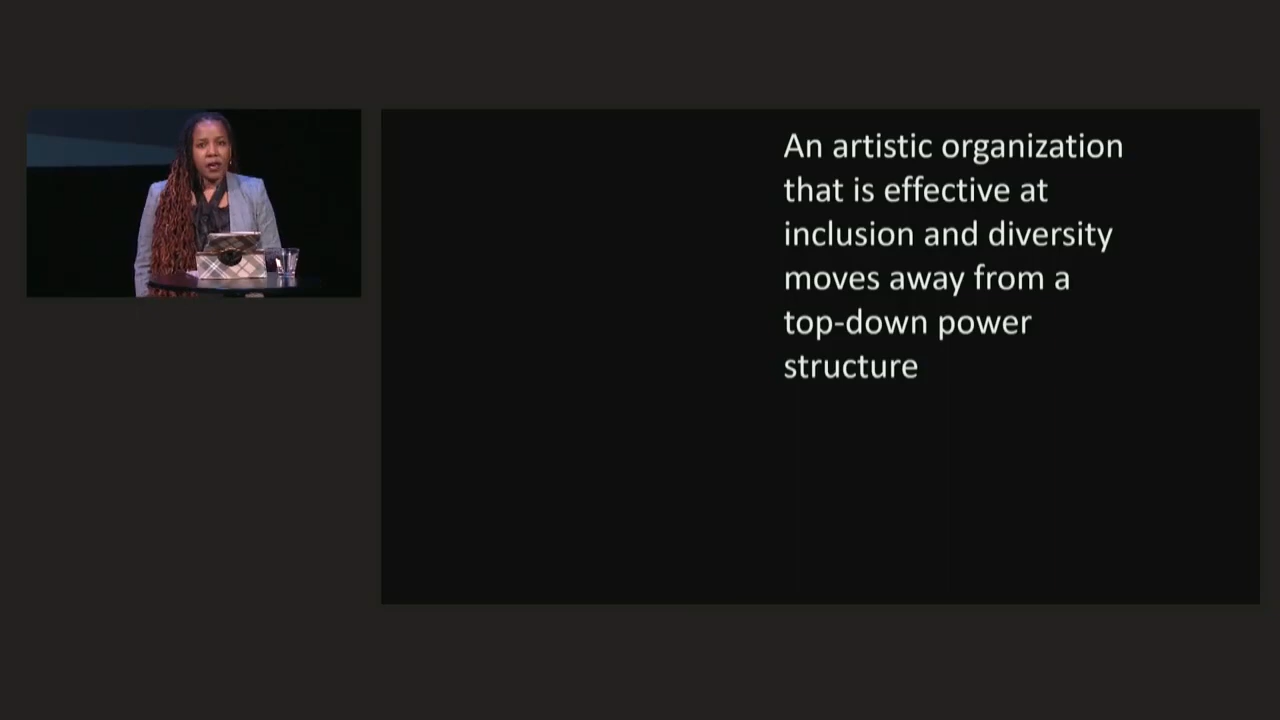 An artistic organization
that is effective at
inclusion and diversity
moves away from a
top-down power
structure